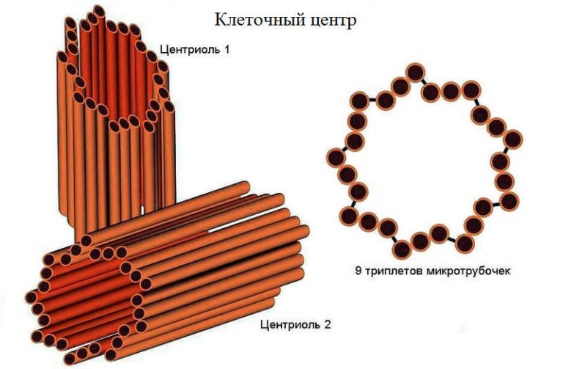 Клеточный центр
Центриоль 1
9 триплетов микротрубочек
Центриоль 2